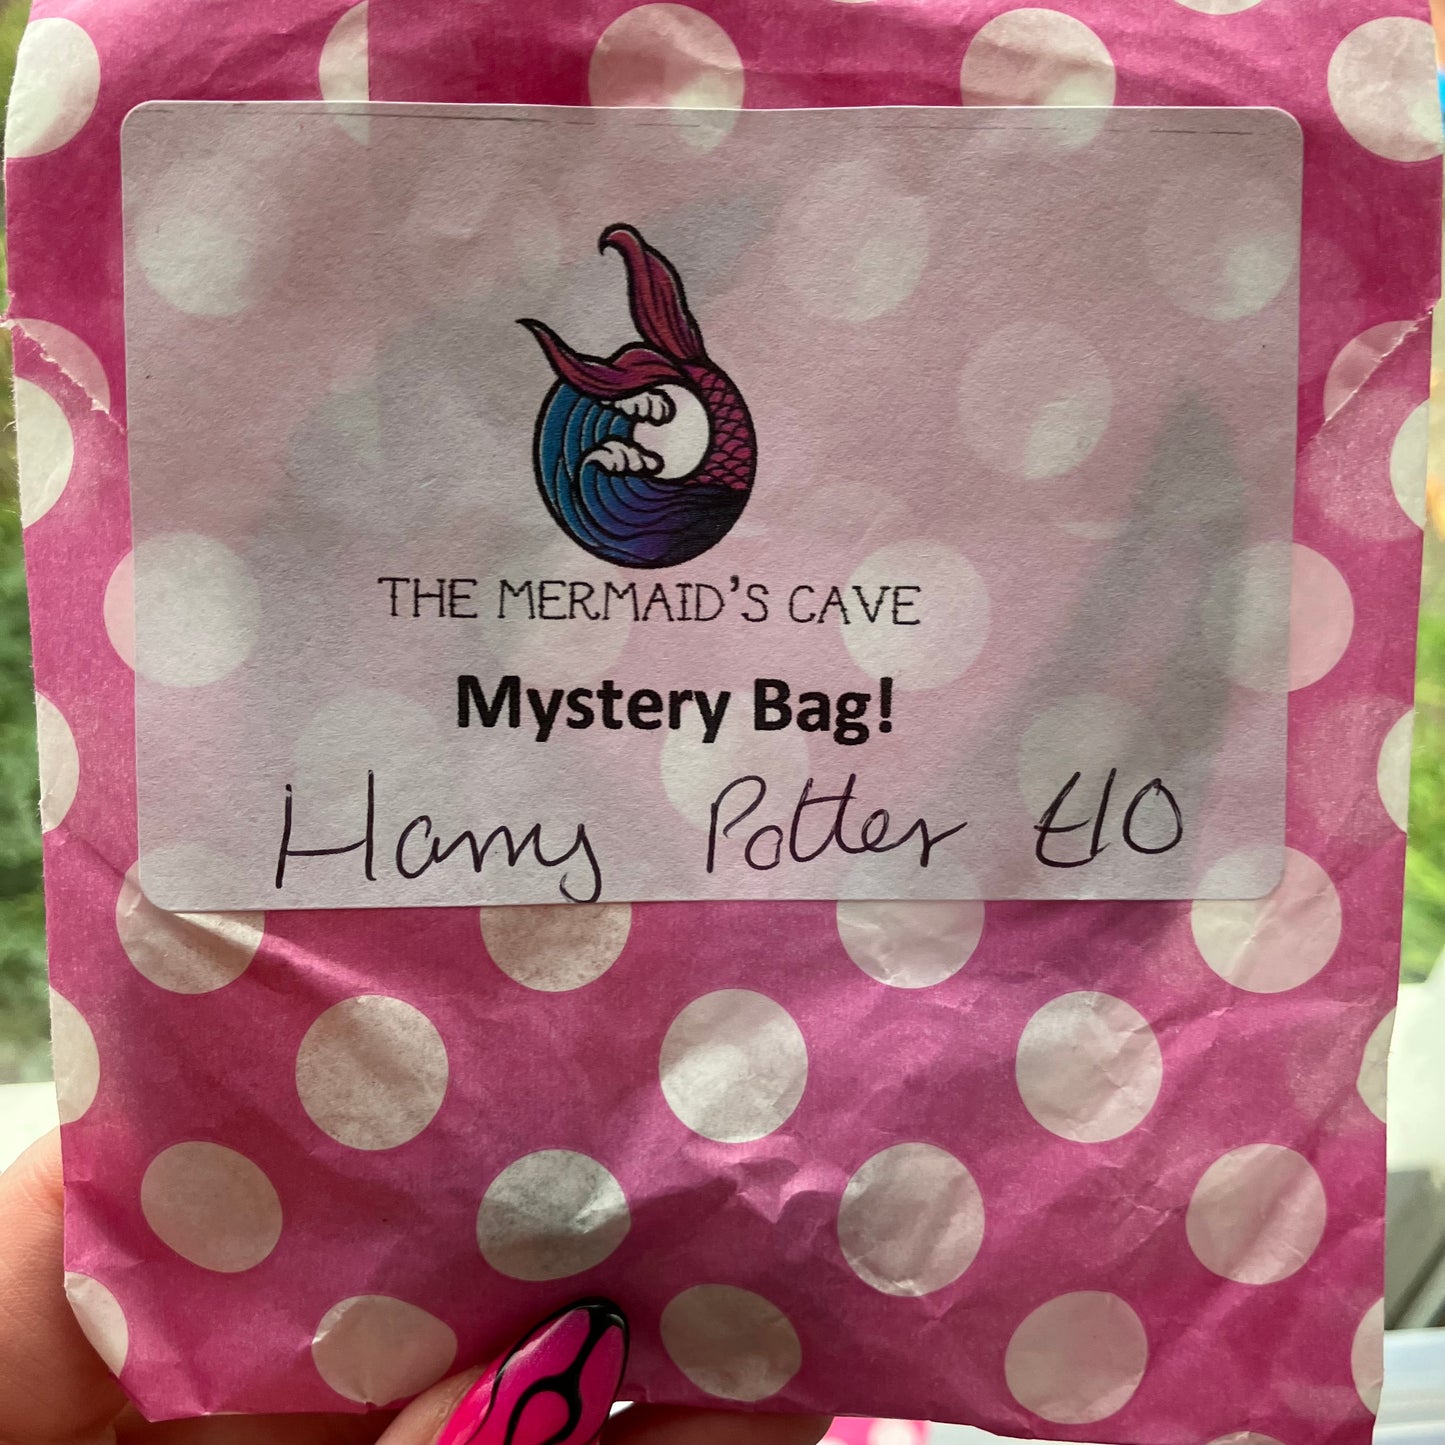 THE MERMAID'S CAVE
Mystery Bag!
Harry Potter £10